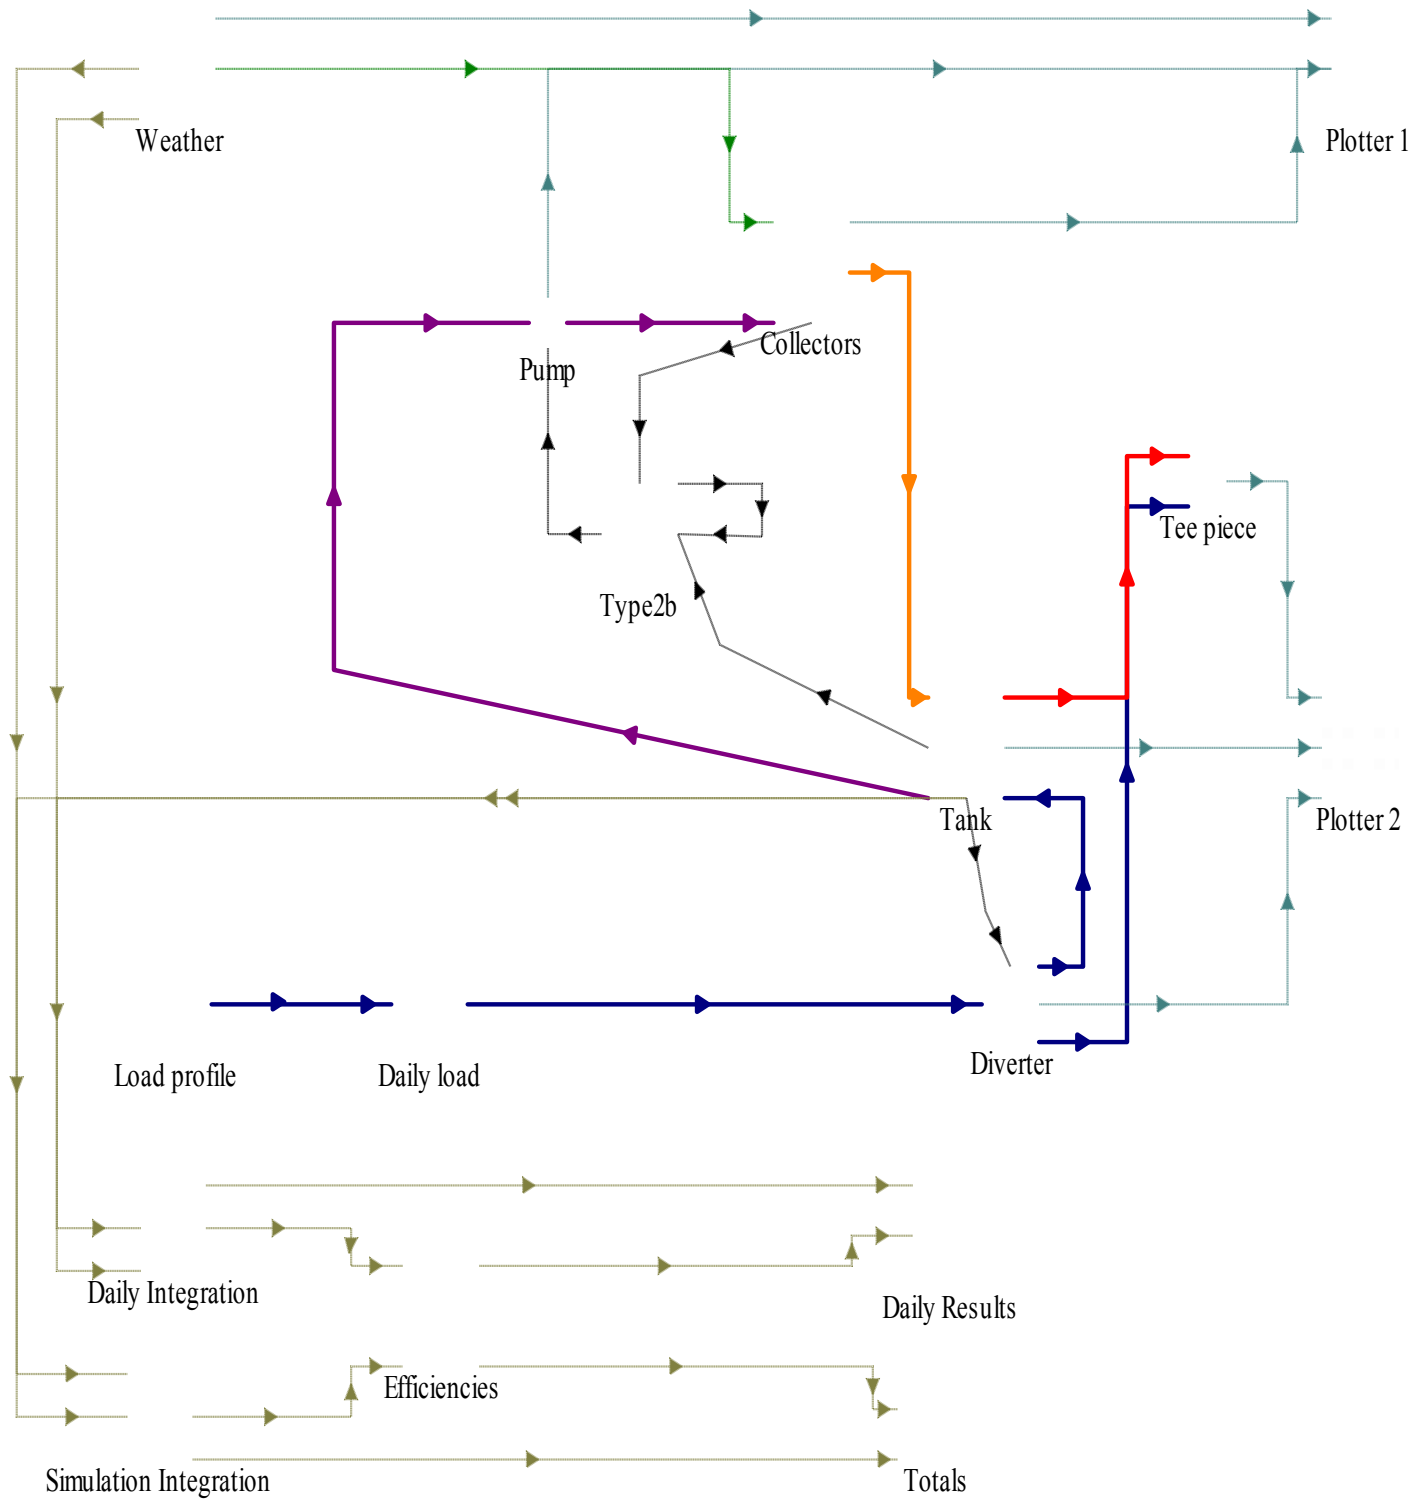 Weather
Plotter 1
Collectors
Pump
Tee piece
Type2b
Tank
Plotter 2
Diverter
Load profile
Daily load
Daily Integration
Daily Results
Efficiencies
Simulation Integration
Totals